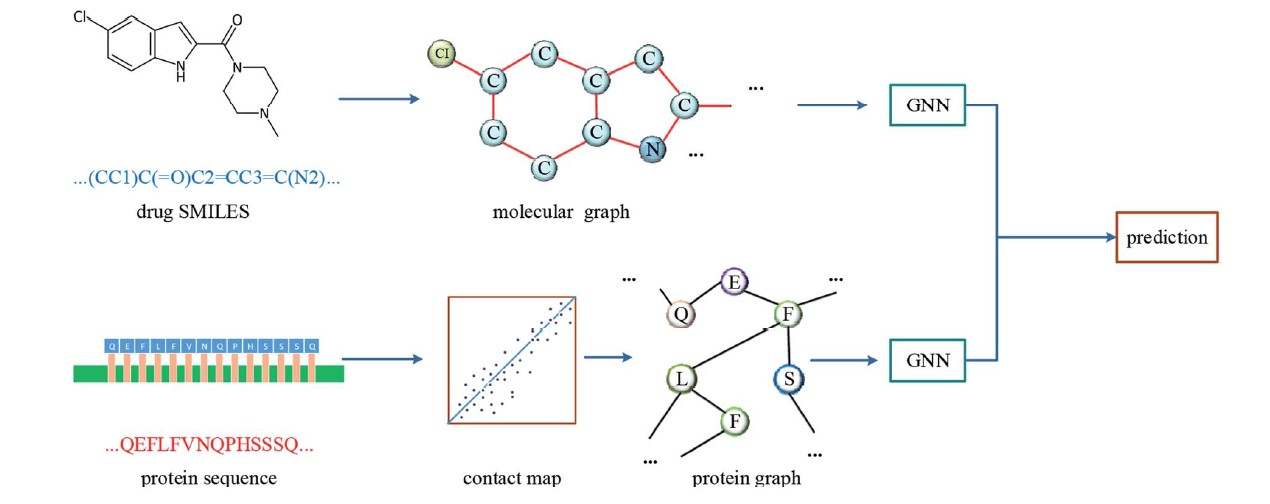 Cl
O
N
H
N
N
...(CC1)C(=O)C2=CC3=C(N2)...
drug SMILES
Cl
C
C
C
C
C
C
C
C
N
...
...
molecular graph
GNN
prediction
Q E F L F V N Q P H S S S Q
...QEFLFVNQPHSSSQ...
protein sequence
contact map
...
E
...
Q
F
L
S
F
...
...
protein graph
GNN